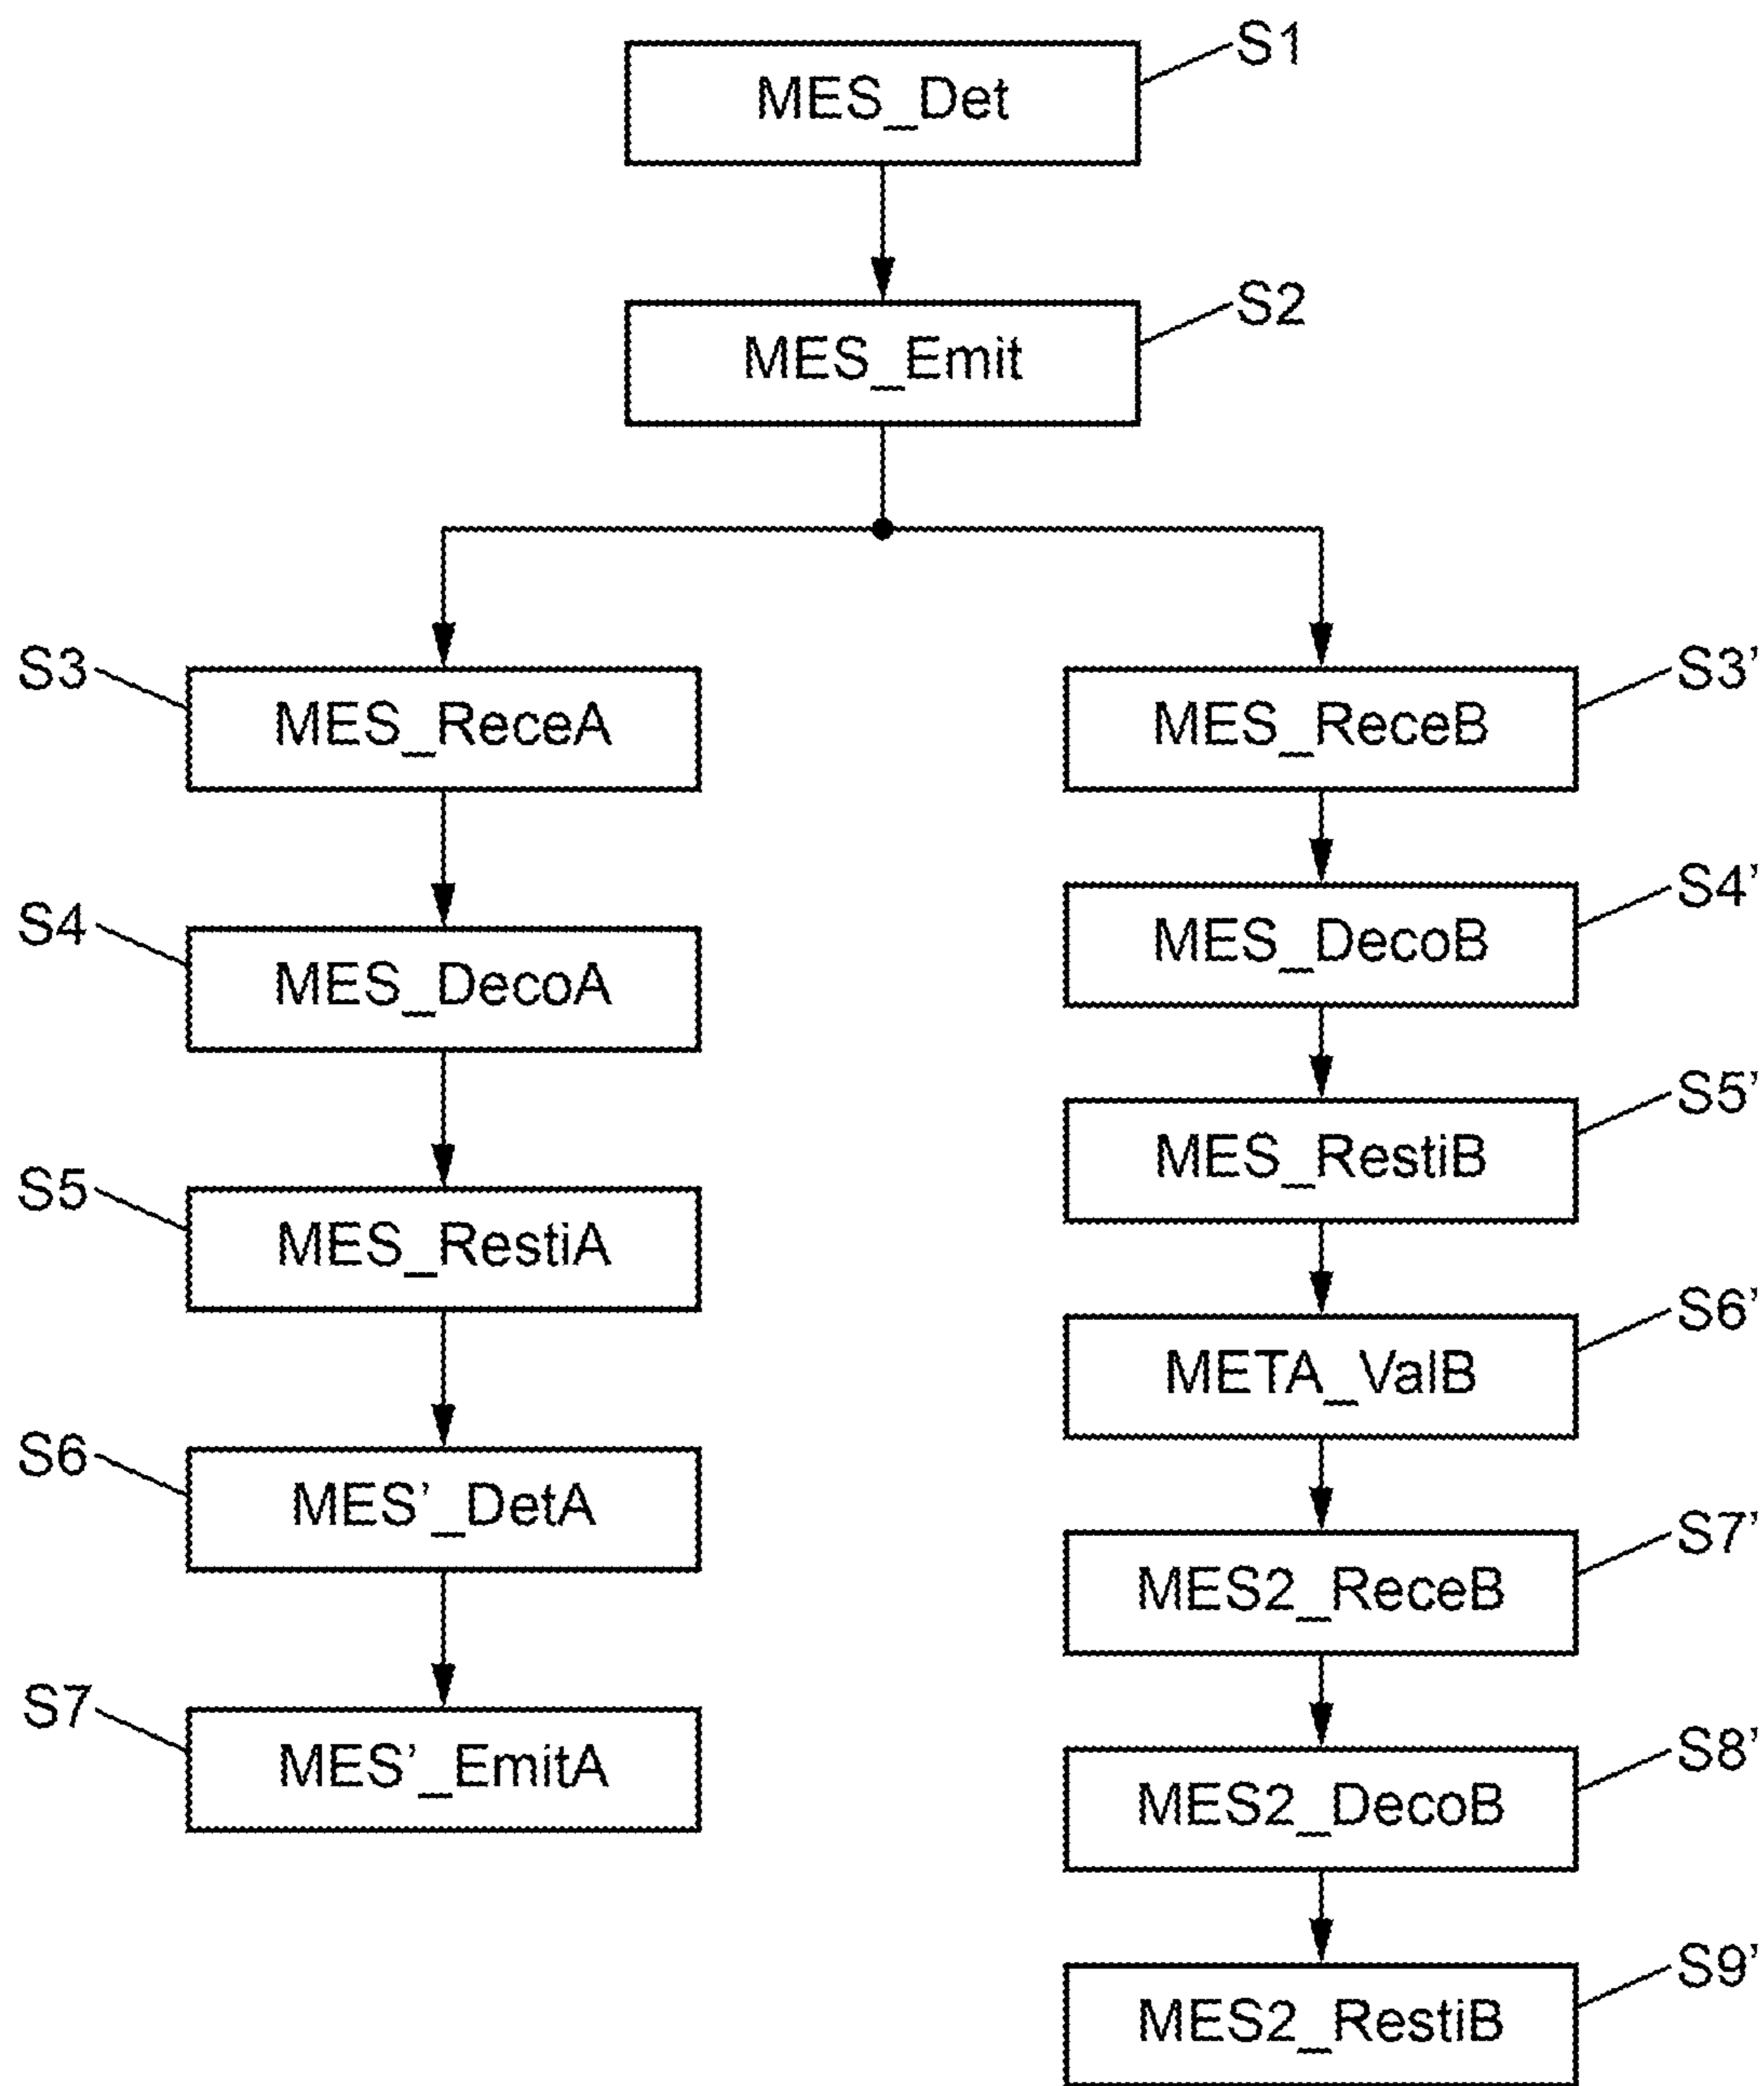 S1
MES_Det
S2
MES_Emit
S3
MES_ReceA
S3’
MES_ReceB
S4’
MES_DecoB
S4
MES_DecoA
S5’
MES_RestiB
S5
MES_RestiA
S6’
META_ValB
S6
MES’_DetA
S7’
MES2_ReceB
S7
MES’_EmitA
S8’
MES2_DecoB
S9’
MES2_RestiB